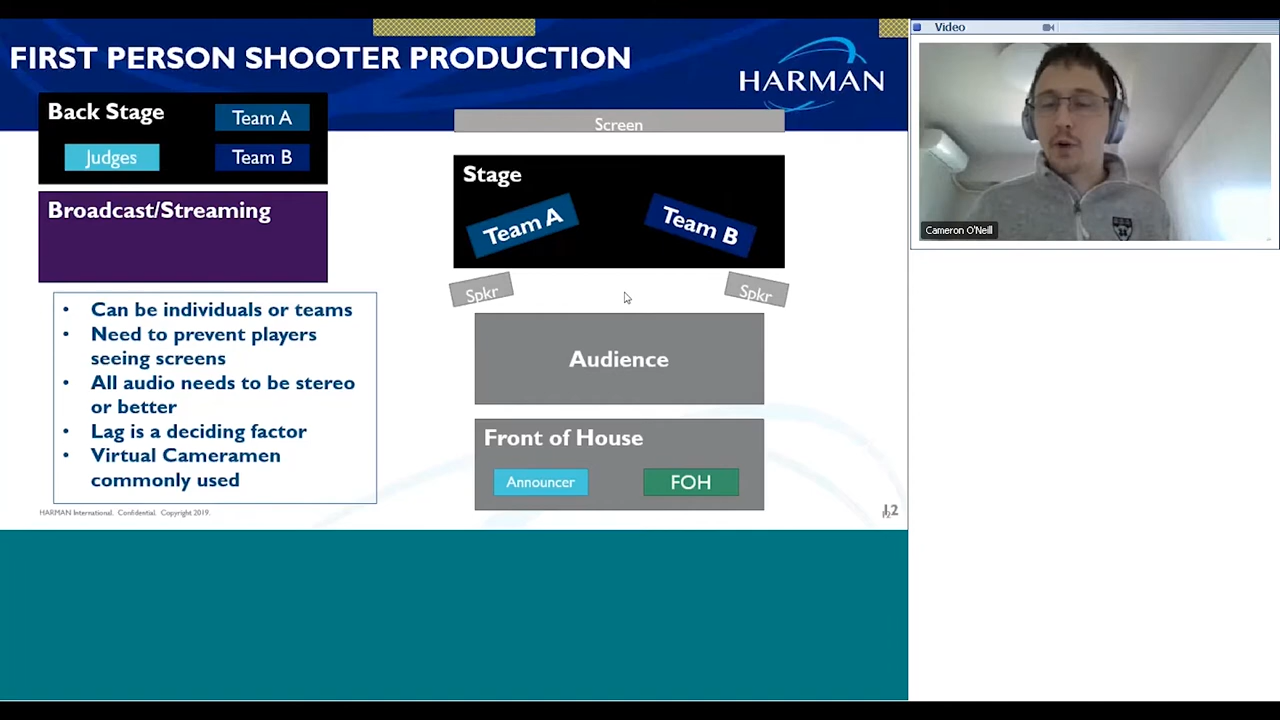 FIRST PERSON SHOOTER PRODUCTION
HARMAN
Back Stage
Team A
Judges
Team B
Broadcast/Streaming
• Can be individuals or teams
• Need to prevent players
seeing screens
• All audio needs to be stereo
or better
• Lag is a deciding factor
• Virtual Cameramen
commonly used
Screen
Stage
Team A
Team B
Spkr
Spkr
Audience
Front of House
Announcer
FOH
HARMAN International. Confidential. Copyright 2019.
12
Video
Cameron O'Neill